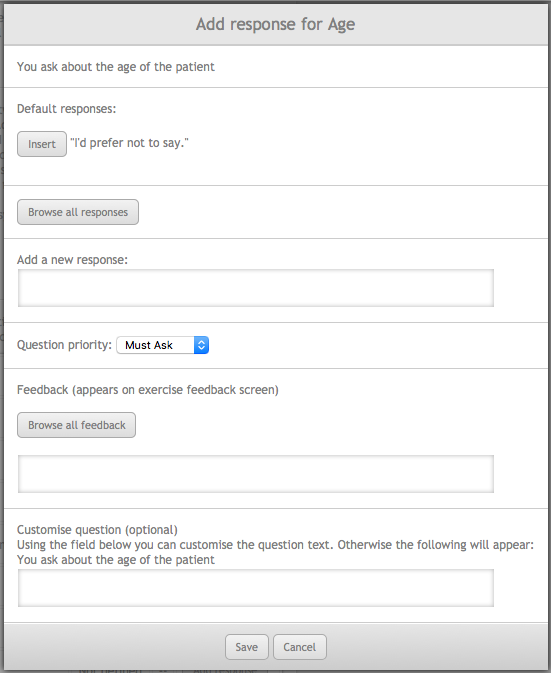 Add response for Age
You ask about the age of the patient
Default responses:
Insert "I'd prefer not to say."
Browse all responses
Add a new response:
Question priority: Must Ask
Feedback (appears on exercise feedback screen)
Browse all feedback
Customise question (optional)
Using the field below you can customise the question text. Otherwise the following will appear:
You ask about the age of the patient
Save Cancel